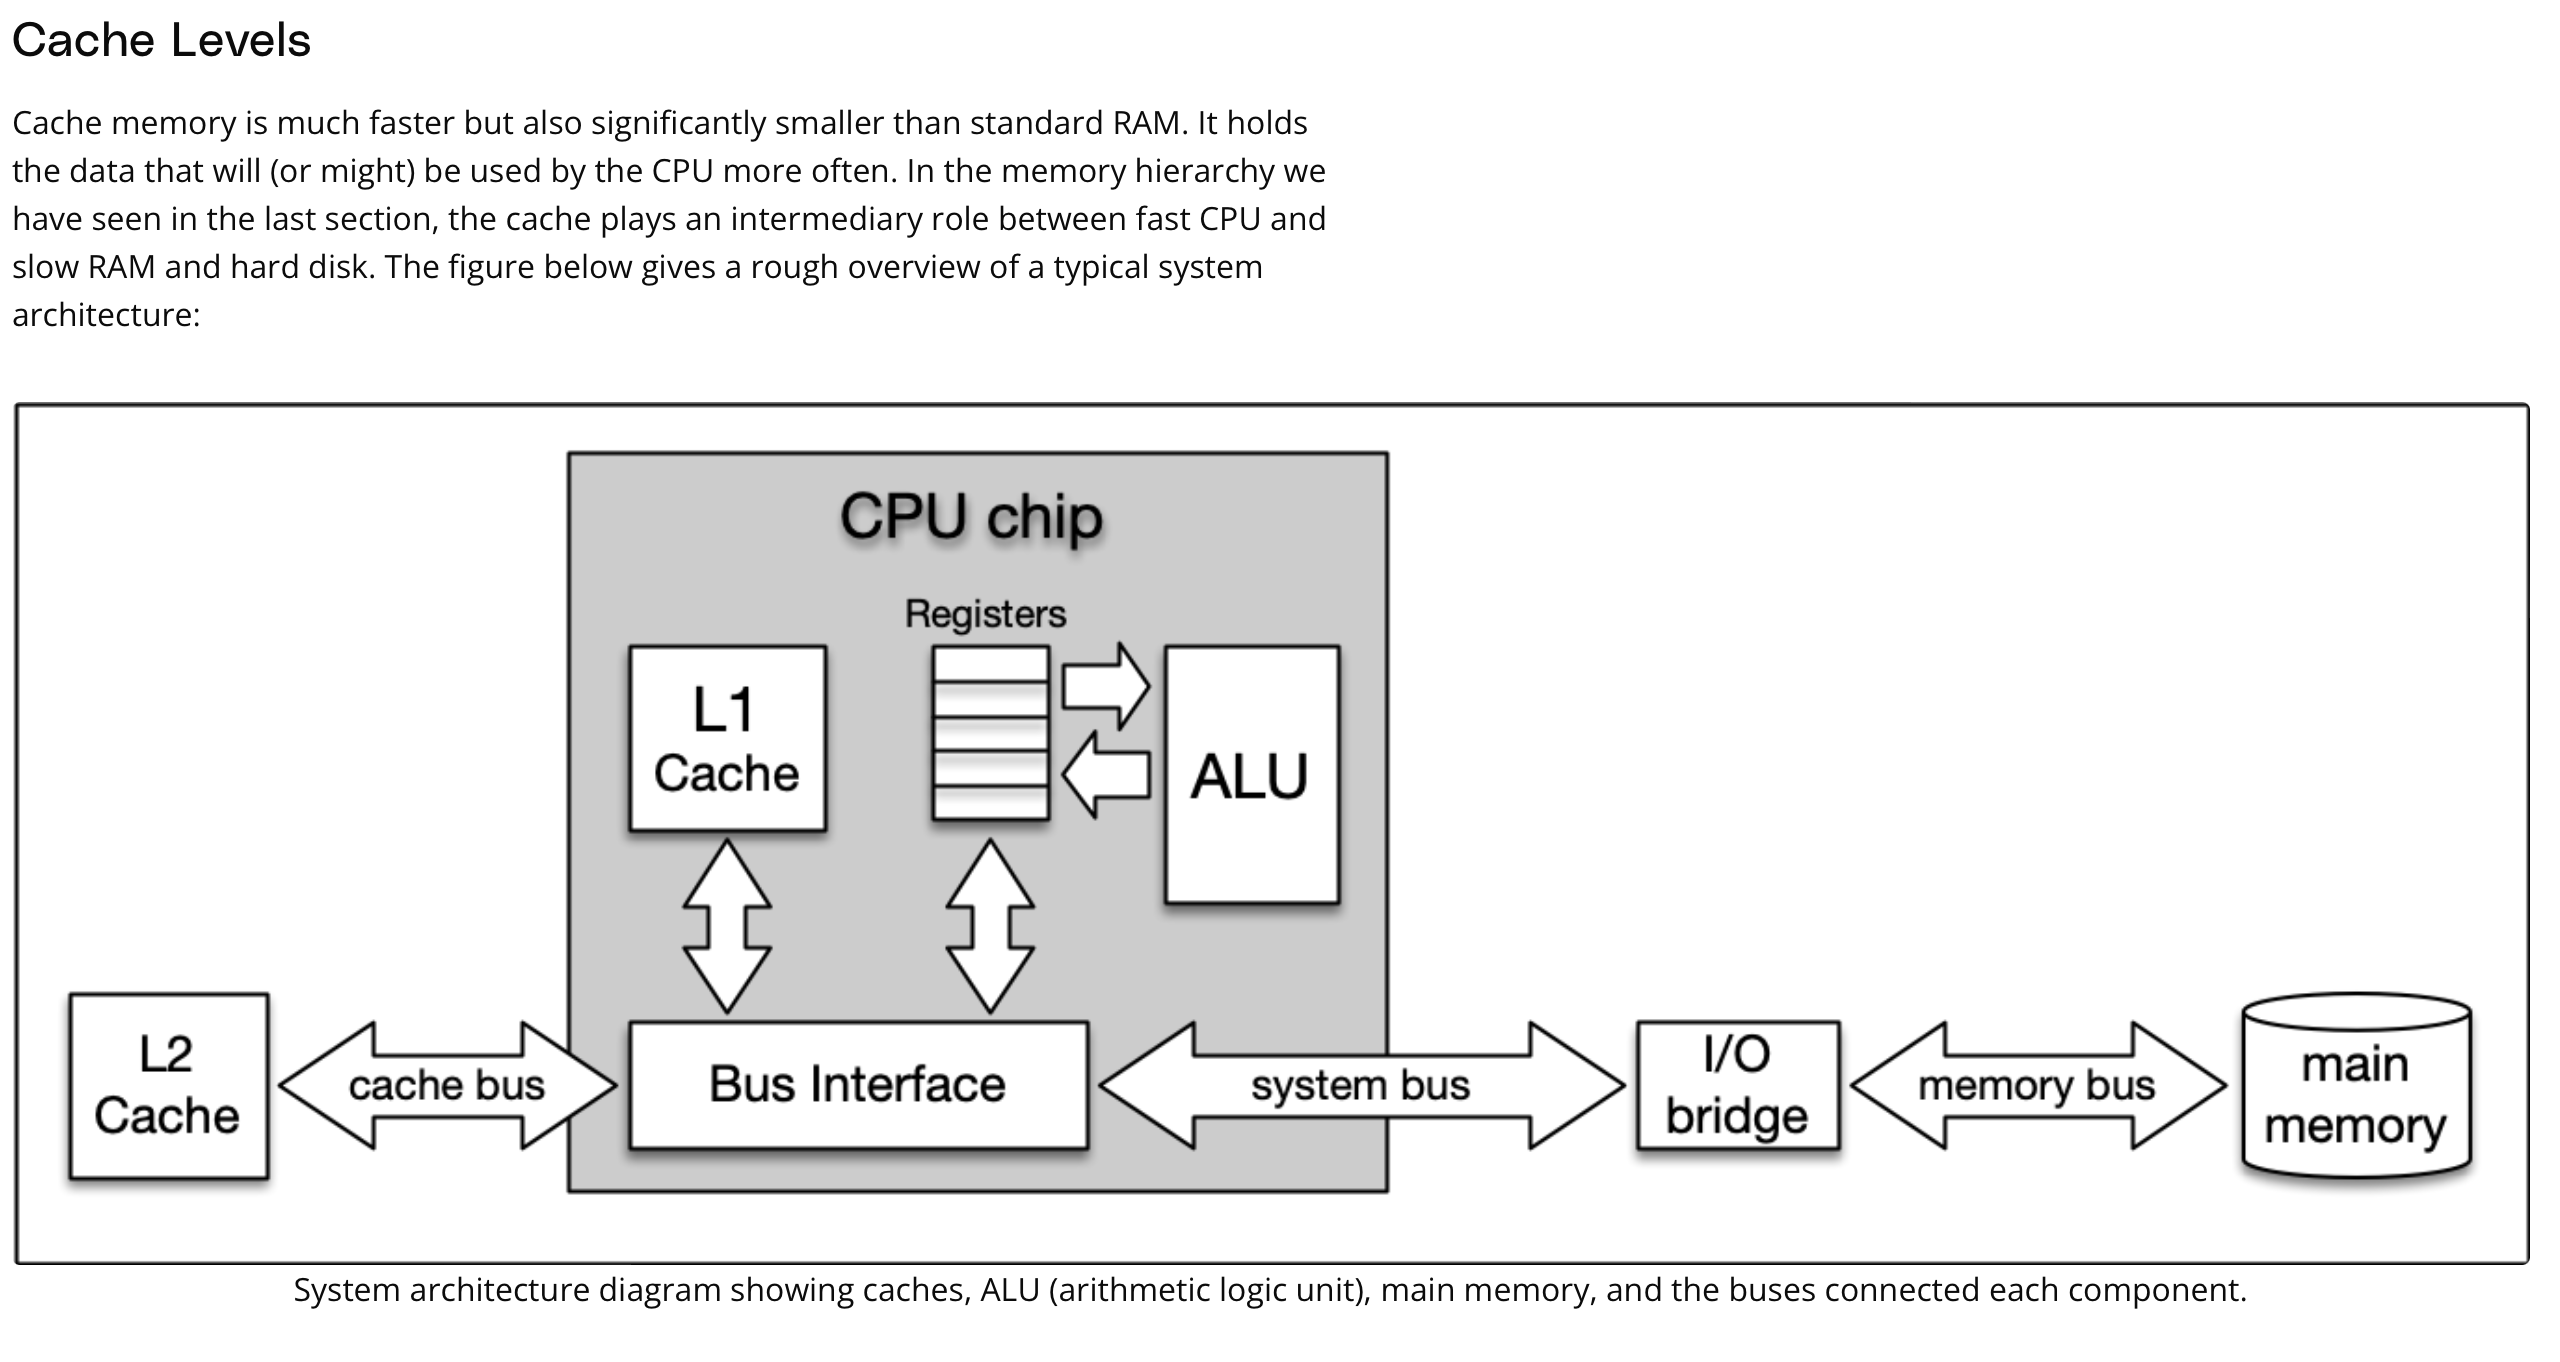 Cache Levels
Cache memory is much faster but also significantly smaller than standard RAM. It holds
the data that will (or might) be used by the CPU more often. In the memory hierarchy we
have seen in the last section, the cache plays an intermediary role between fast CPU and
slow RAM and hard disk. The figure below gives a rough overview of a typical system
architecture:
CPU chip
Registers
L1
Cache
ALU
L2
Cache
cache bus
Bus Interface
system bus
I/O
bridge
memory bus
main
memory
System architecture diagram showing caches, ALU (arithmetic logic unit), main memory, and the buses connected each component.